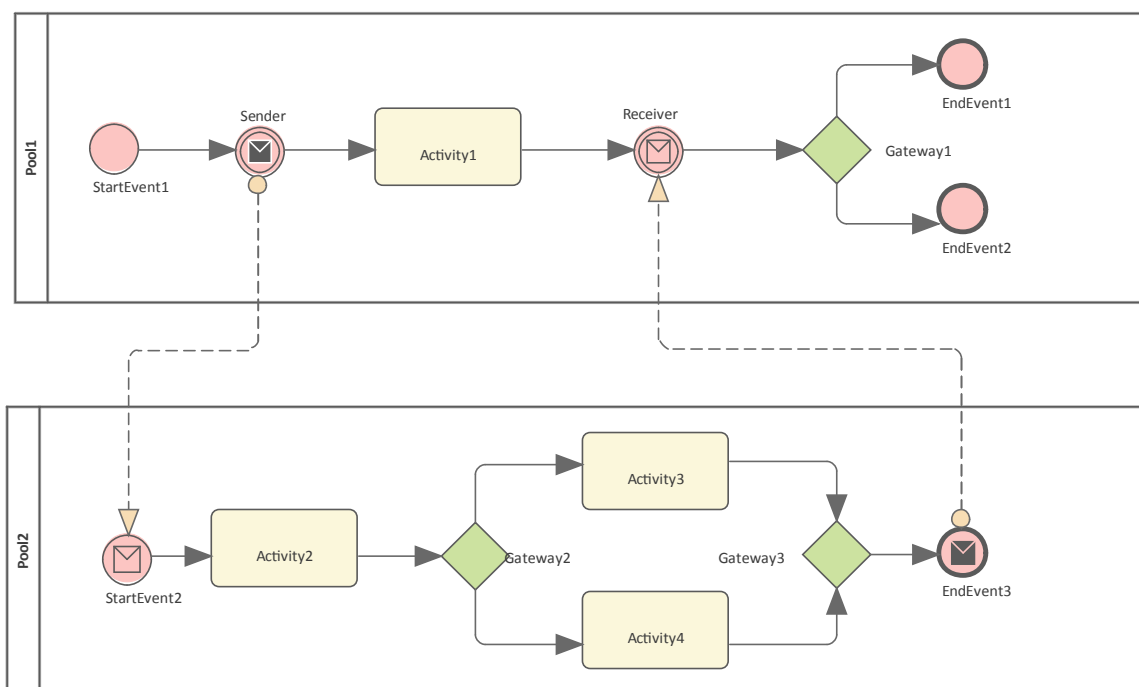 Pool1
StartEvent1
Sender
Activity1
Receiver
Gateway1
EndEvent1
EndEvent2
Pool2
StartEvent2
Activity2
Gateway2
Activity3
Activity4
Gateway3
EndEvent3